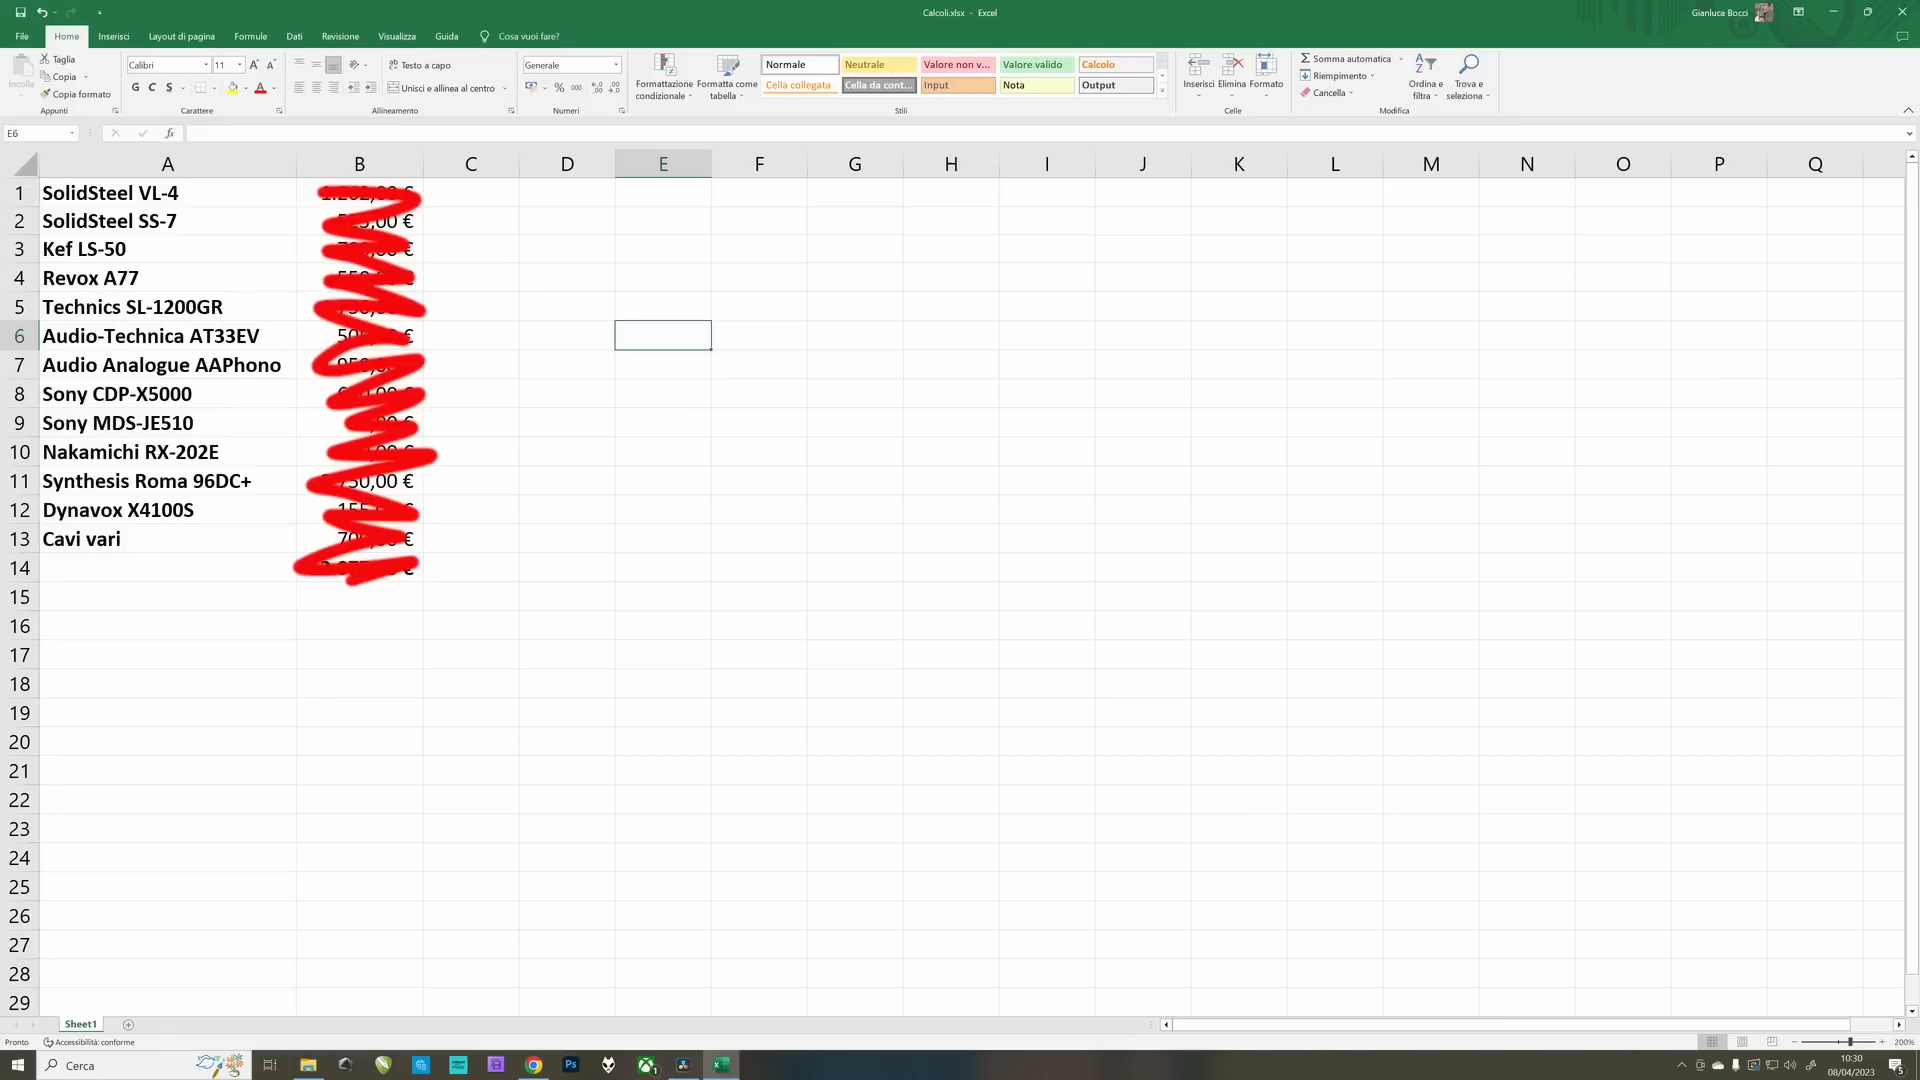 Calcoli.xlsx - Excel
Gianluca Bocci
File Home Inserisci Layout di pagina Formule Dati Revisione Visualizza Guida Cosa vuoi fare?
Incolla
Taglia
Copia
Copia formato
Appunti
Calibri 11
G C S
Carattere
Testo a capo
Unisci e allinea al centro
Allineamento
Generale
% 000
Numeri
Formattazione condizionale
Formatta come tabella
Normale Neutrale Valore non v... Valore valido Calcolo
Cella collegata Cella da cont... Input Nota Output
Stili
Inserisci Elimina Formato
Celle
Somma automatica
Riempimento
Cancella
Ordina e filtra
Trova e seleziona
Modifica
E6 fx
A B C D E F G H I J K L M N O P Q
1 SolidSteel VL-4
2 SolidSteel SS-7 ,00 €
3 Kef LS-50 €
4 Revox A77 €
5 Technics SL-1200GR
6 Audio-Technica AT33EV €
7 Audio Analogue AAPhono
8 Sony CDP-X5000
9 Sony MDS-JE510 €
10 Nakamichi RX-202E
11 Synthesis Roma 96DC+ 750,00 €
12 Dynavox X4100S
13 Cavi vari €
14 €
15
16
17
18
19
20
21
22
23
24
25
26
27
28
29
Sheet1
Pronto Accessibilità: conforme 200%
Cerca
10:30
08/04/2023